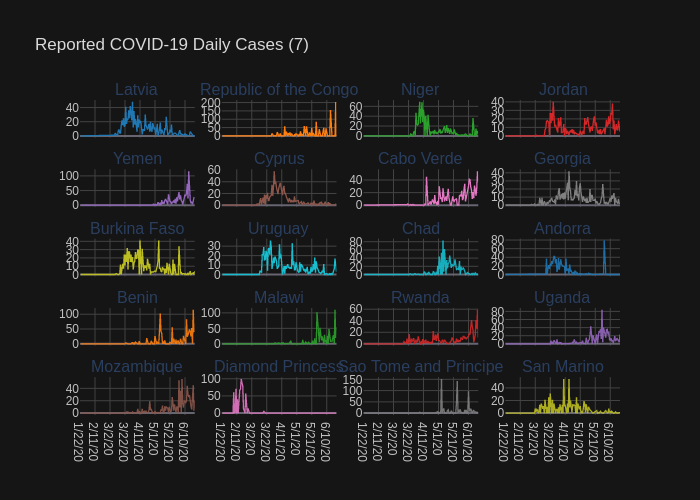 Reported COVID-19 Daily Cases (7)
Latvia Republic of the Congo Niger Jordan
40 20 0
200 150 100 50 0
60 40 20 0
40 30 20 10 0
Yemen Cyprus Cabo Verde Georgia
100 50 0
60 40 20 0
40 20 0
40 30 20 10 0
Burkina Faso Uruguay Chad Andorra
40 30 20 10 0
30 20 10 0
80 60 40 20 0
80 60 40 20 0
Benin Malawi Rwanda Uganda
100 50 0
100 50 0
60 40 20 0
80 60 40 20 0
Mozambique Diamond Princess Sao Tome and Principe San Marino
40 20 0
100 50 0
150 100 50 0
40 20 0
1/22/20 2/11/20 3/2/20 3/22/20 4/11/20 5/1/20 5/21/20 6/10/20
1/22/20 2/11/20 3/2/20 3/22/20 4/11/20 5/1/20 5/21/20 6/10/20
1/22/20 2/11/20 3/2/20 3/22/20 4/11/20 5/1/20 5/21/20 6/10/20
1/22/20 2/11/20 3/2/20 3/22/20 4/11/20 5/1/20 5/21/20 6/10/20